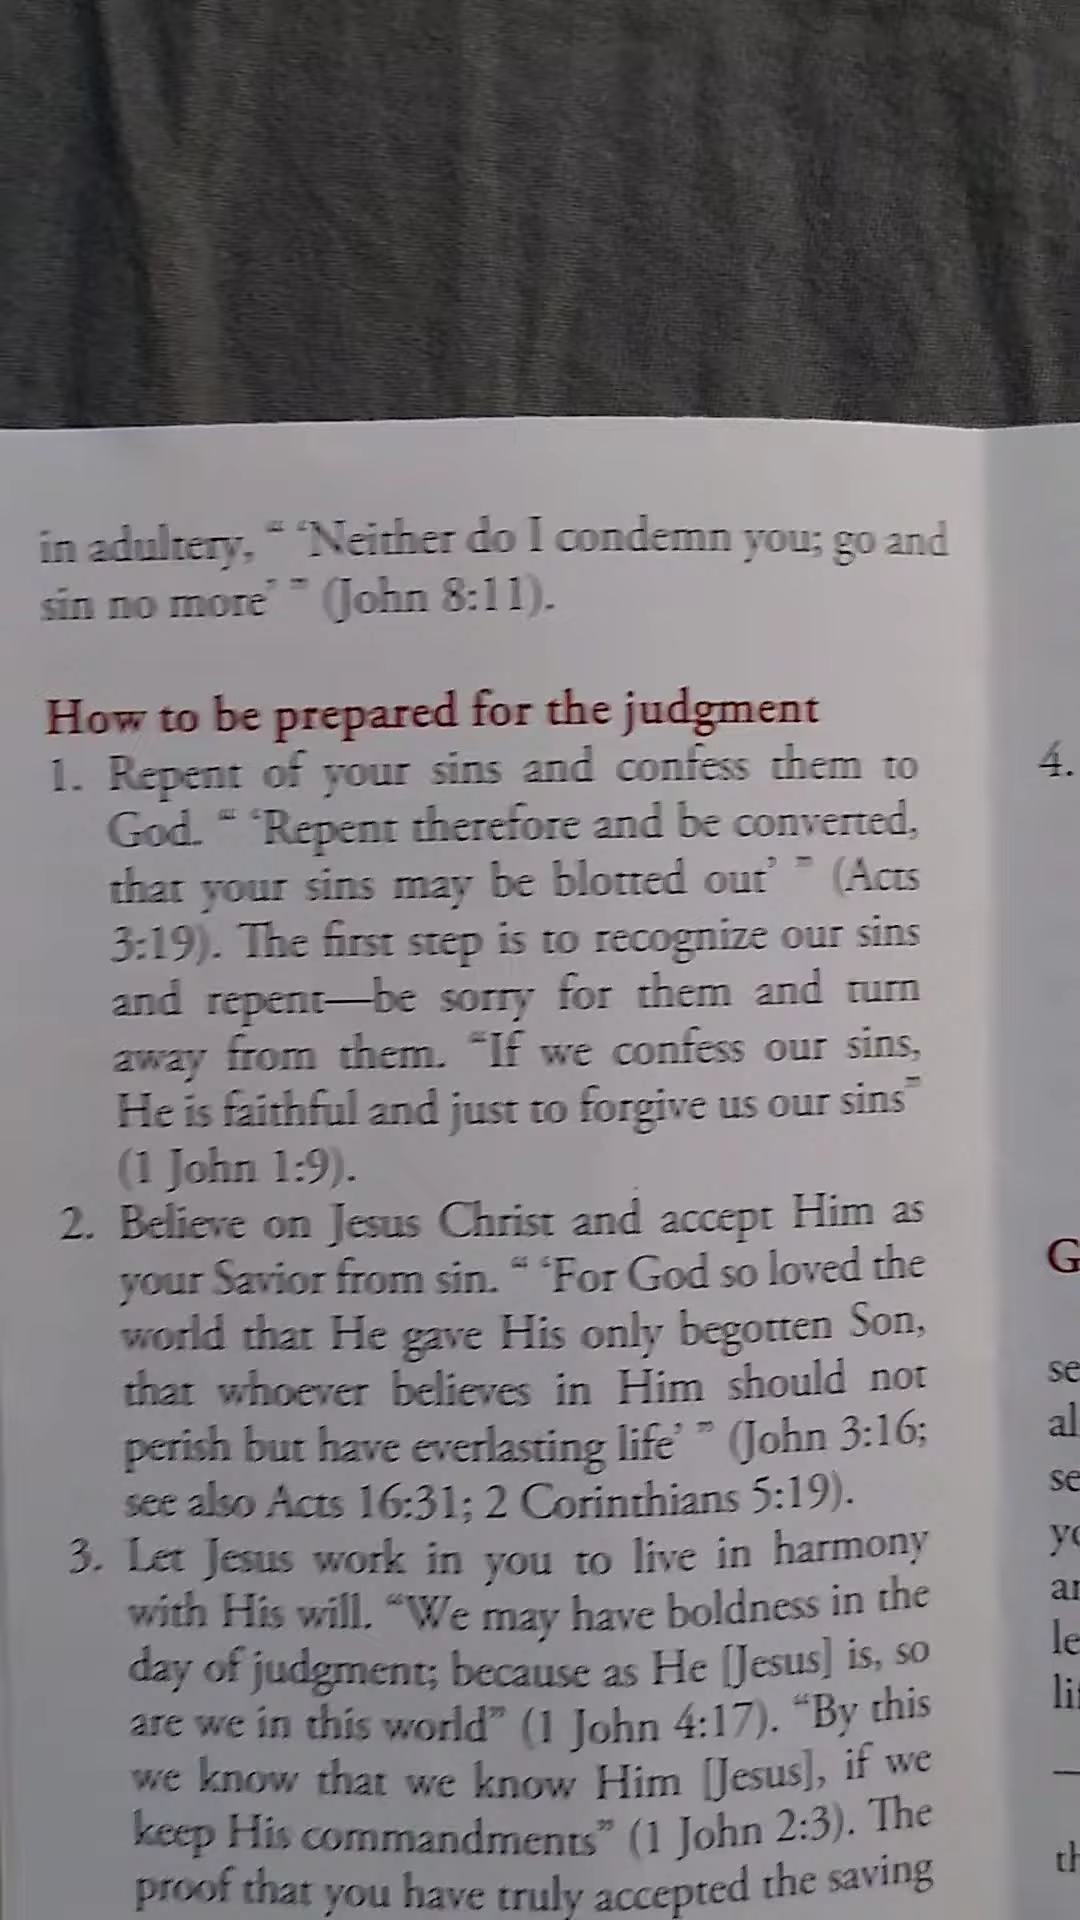 in adultery, “ ‘Neither do I condemn you; go and
sin no more’ ” (John 8:11).
How to be prepared for the judgment
1. Repent of your sins and confess them to
God. “ ‘Repent therefore and be converted,
that your sins may be blotted out’ ” (Acts
3:19). The first step is to recognize our sins
and repent—be sorry for them and turn
away from them. “If we confess our sins,
He is faithful and just to forgive us our sins”
(1 John 1:9).
2. Believe on Jesus Christ and accept Him as
your Savior from sin. “ ‘For God so loved the
world that He gave His only begotten Son,
that whoever believes in Him should not
perish but have everlasting life’ ” (John 3:16;
see also Acts 16:31; 2 Corinthians 5:19).
3. Let Jesus work in you to live in harmony
with His will. “We may have boldness in the
day of judgment; because as He [Jesus] is, so
are we in this world” (1 John 4:17). “By this
we know that we know Him [Jesus], if we
keep His commandments” (1 John 2:3). The
proof that you have truly accepted the saving
4.
G
se
al
se
yo
ar
le
th